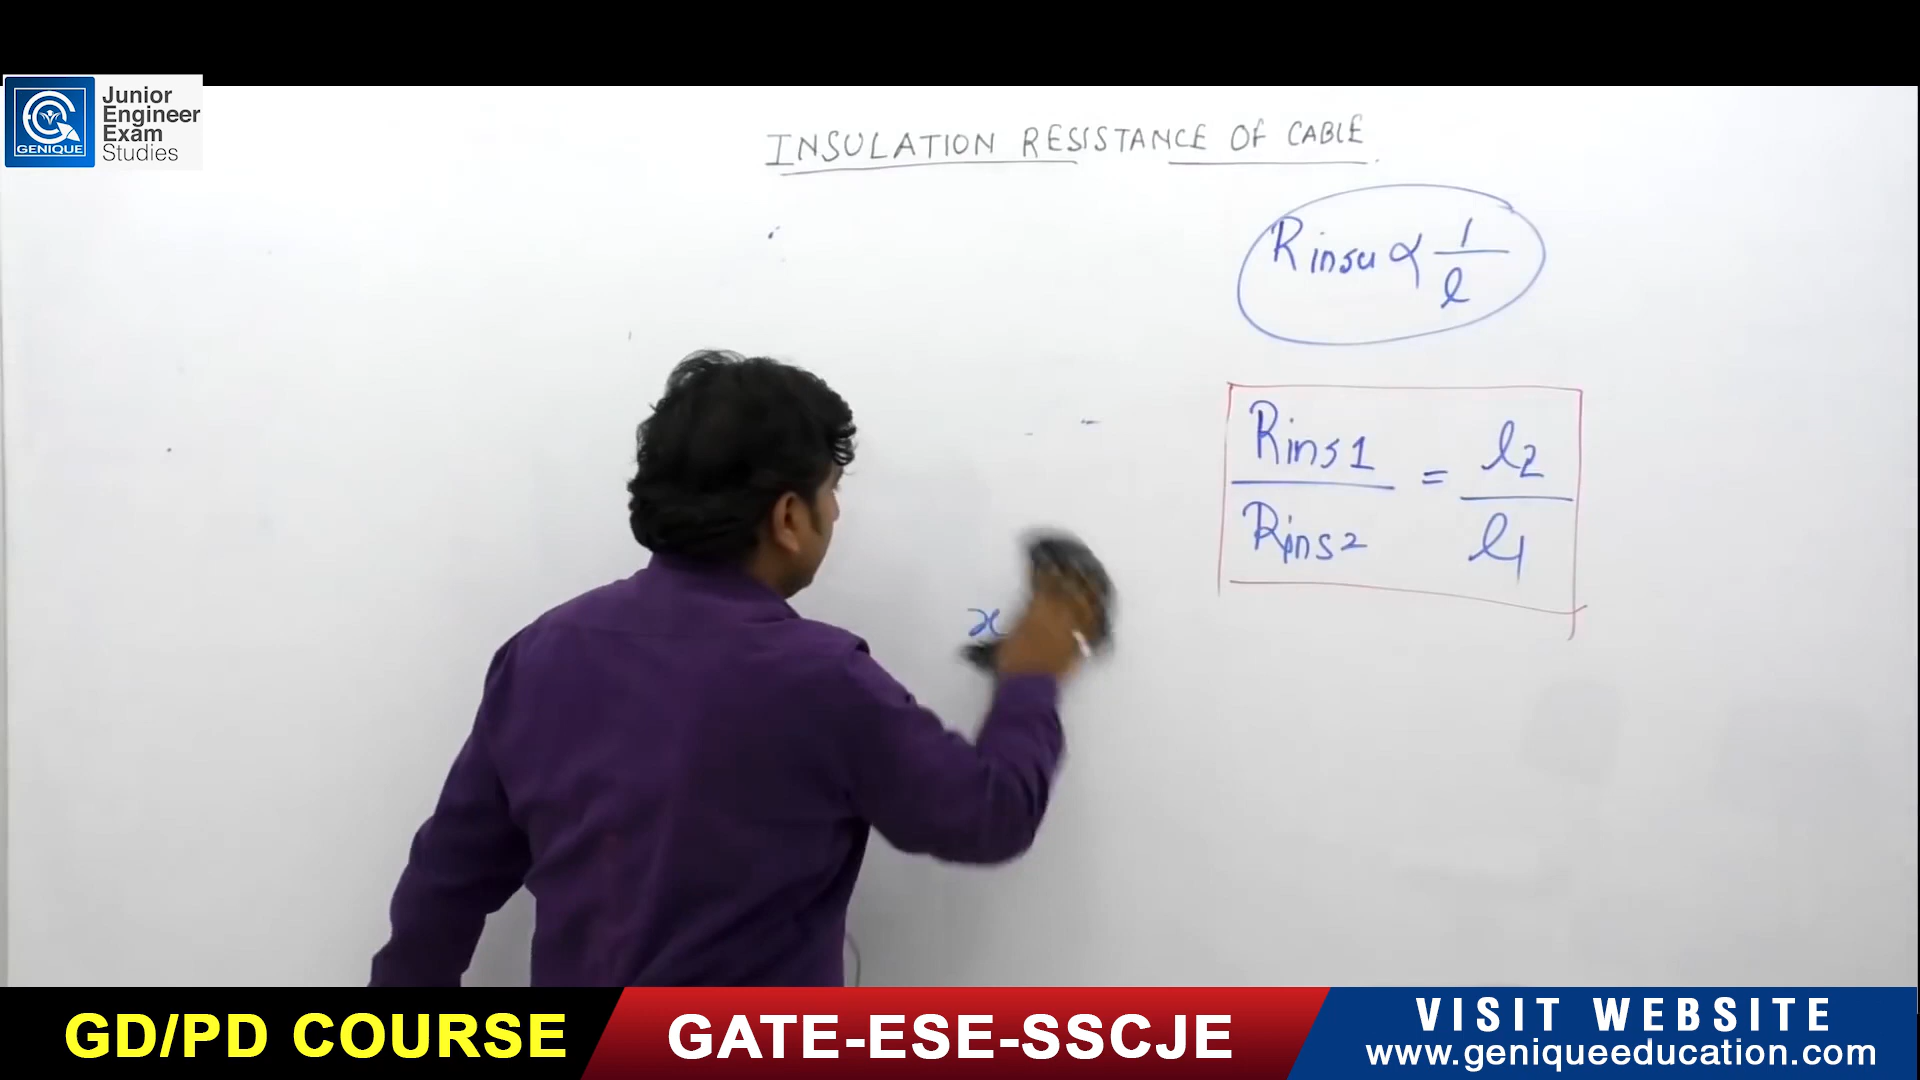 Junior
Engineer
Exam
Studies
GENIQUE
INSULATION RESISTANCE OF CABLE
Rinsu ∝ 1/l
Rins1/Rins2 = l2/l1
x
GD/PD COURSE
GATE-ESE-SSCJE
VISIT WEBSITE
www.geniqueeducation.com